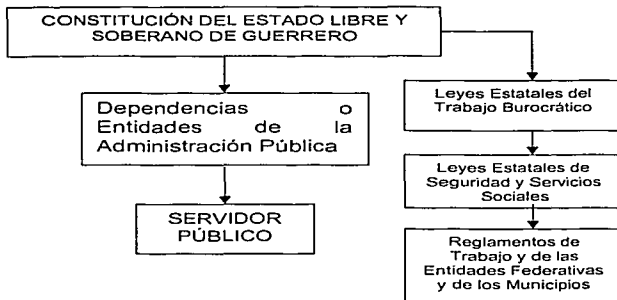 CONSTITUCIÓN DEL ESTADO LIBRE Y
SOBERANO DE GUERRERO
Dependencias o
Entidades de la
Administración Pública
SERVIDOR
PÚBLICO
Leyes Estatales del
Trabajo Burocrático
Leyes Estatales de
Seguridad y Servicios
Sociales
Reglamentos de
Trabajo y de las
Entidades Federativas
y de los Municipios